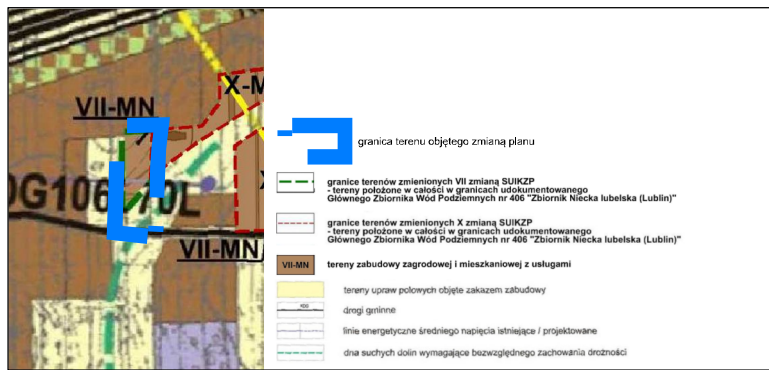 X-M
VII-MN
DG106 70L
VII-MN
granica terenu objętego zmianą planu
granice terenów zmienionych VII zmianą SUIKZP
- tereny położone w całości w granicach udokumentowanego
Głównego Zbiornika Wód Podziemnych nr 406 "Zbiornik Niecka lubelska (Lublin)"
granice terenów zmienionych X zmianą SUIKZP
- tereny położone w całości w granicach udokumentowanego
Głównego Zbiornika Wód Podziemnych nr 406 "Zbiornik Niecka lubelska (Lublin)"
VII-MN tereny zabudowy zagrodowej i mieszkaniowej z usługami
tereny upraw polowych objęte zakazem zabudowy
drogi gminne
linie energetyczne średniego napięcia istniejące / projektowane
dna suchych dolin wymagające bezwzględnego zachowania drożności